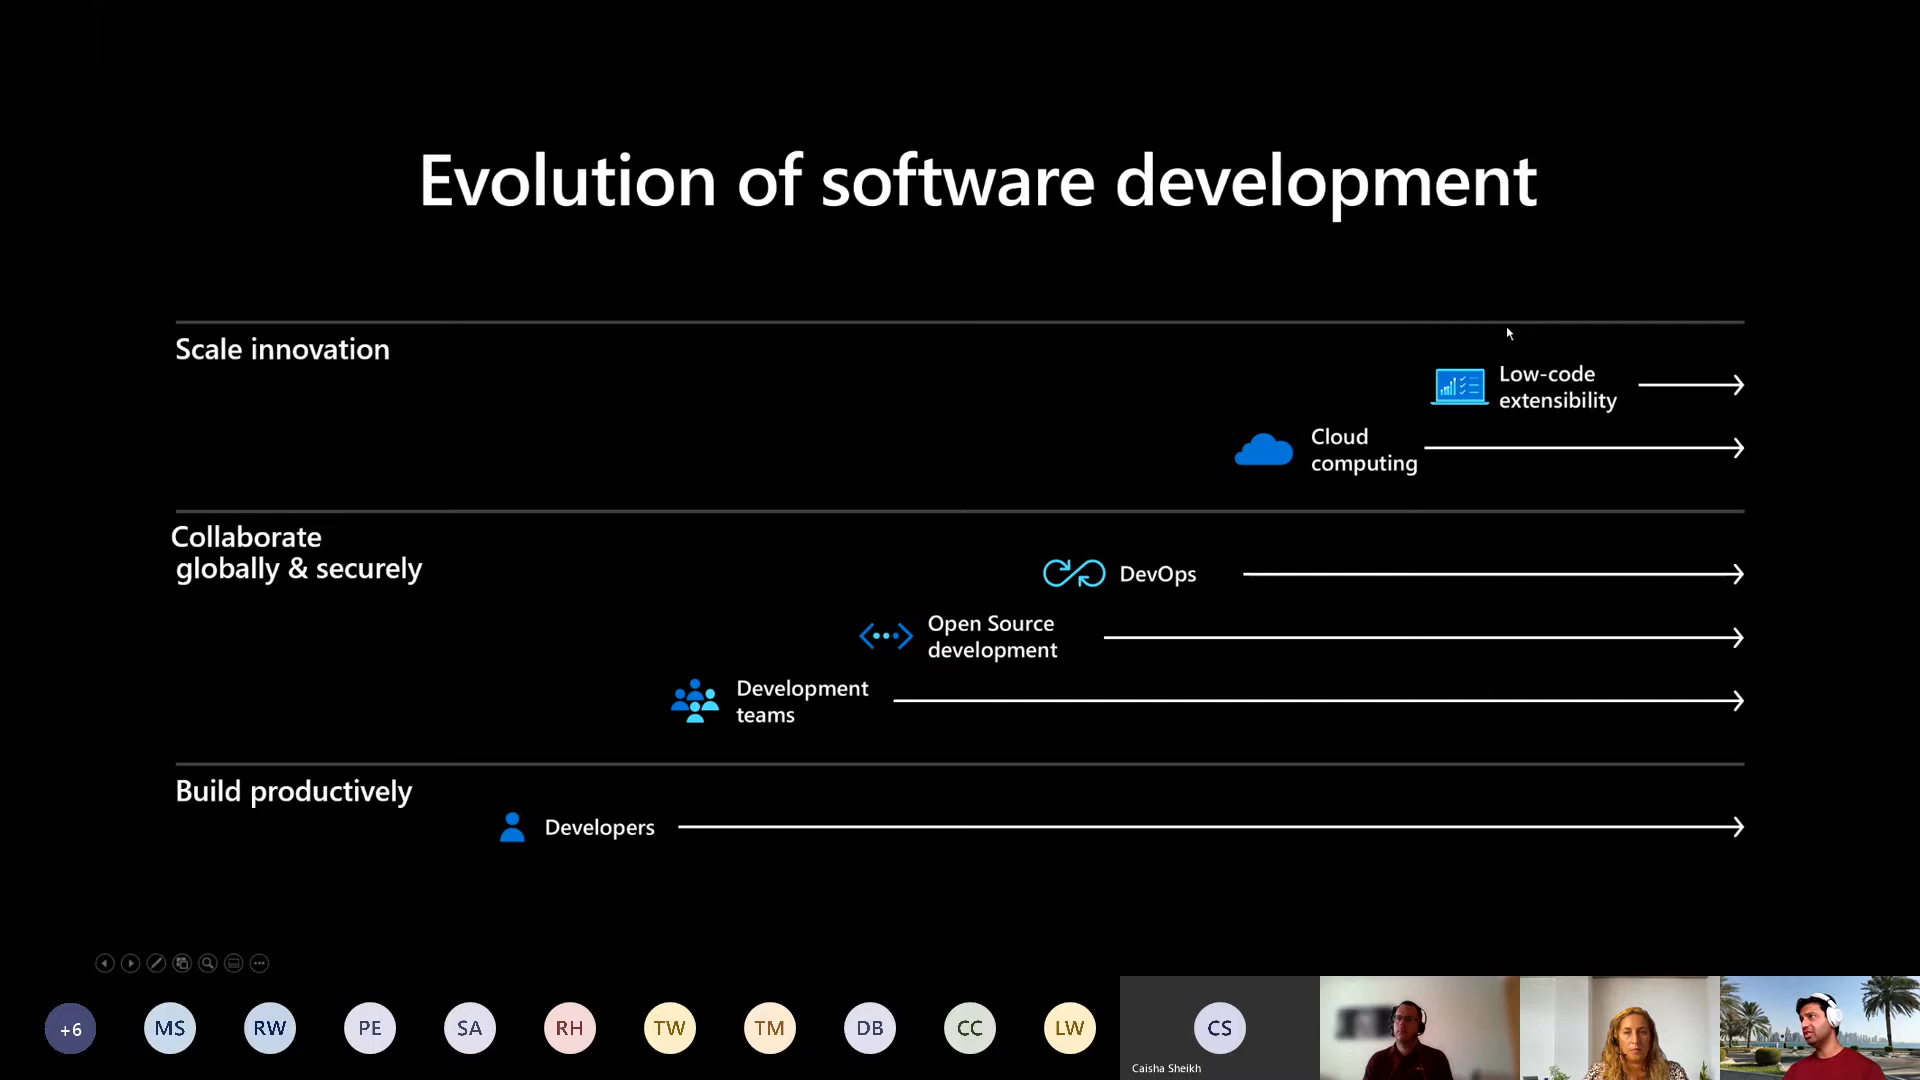 Evolution of software development
Scale innovation
Low-code
extensibility
Cloud
computing
Collaborate
globally & securely
DevOps
Open Source
development
Development
teams
Build productively
Developers
+6
MS
RW
PE
SA
RH
TW
TM
DB
CC
LW
CS
Caisha Sheikh